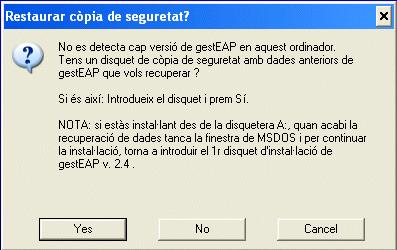 Restaurar còpia de seguretat?
No es detecta cap versió de gestEAP en aquest ordinador.
Tens un disquet de còpia de seguretat amb dades anteriors de
gestEAP que vols recuperar ?
Si és així: Introdueix el disquet i prem Sí.
NOTA: si estàs instal·lant des de la disquetera A:, quan acabi la
recuperació de dades tanca la finestra de MSDOS i per continuar
la instal·lació, torna a introduir el 1r disquet d'instal·lació de
gestEAP v. 2.4 .
Yes
No
Cancel